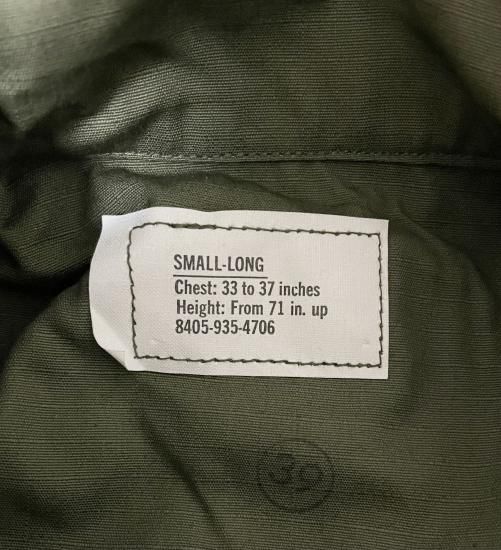 SMALL-LONG
Chest: 33 to 37 inches
Height: From 71 in. up
8405-935-4706
39